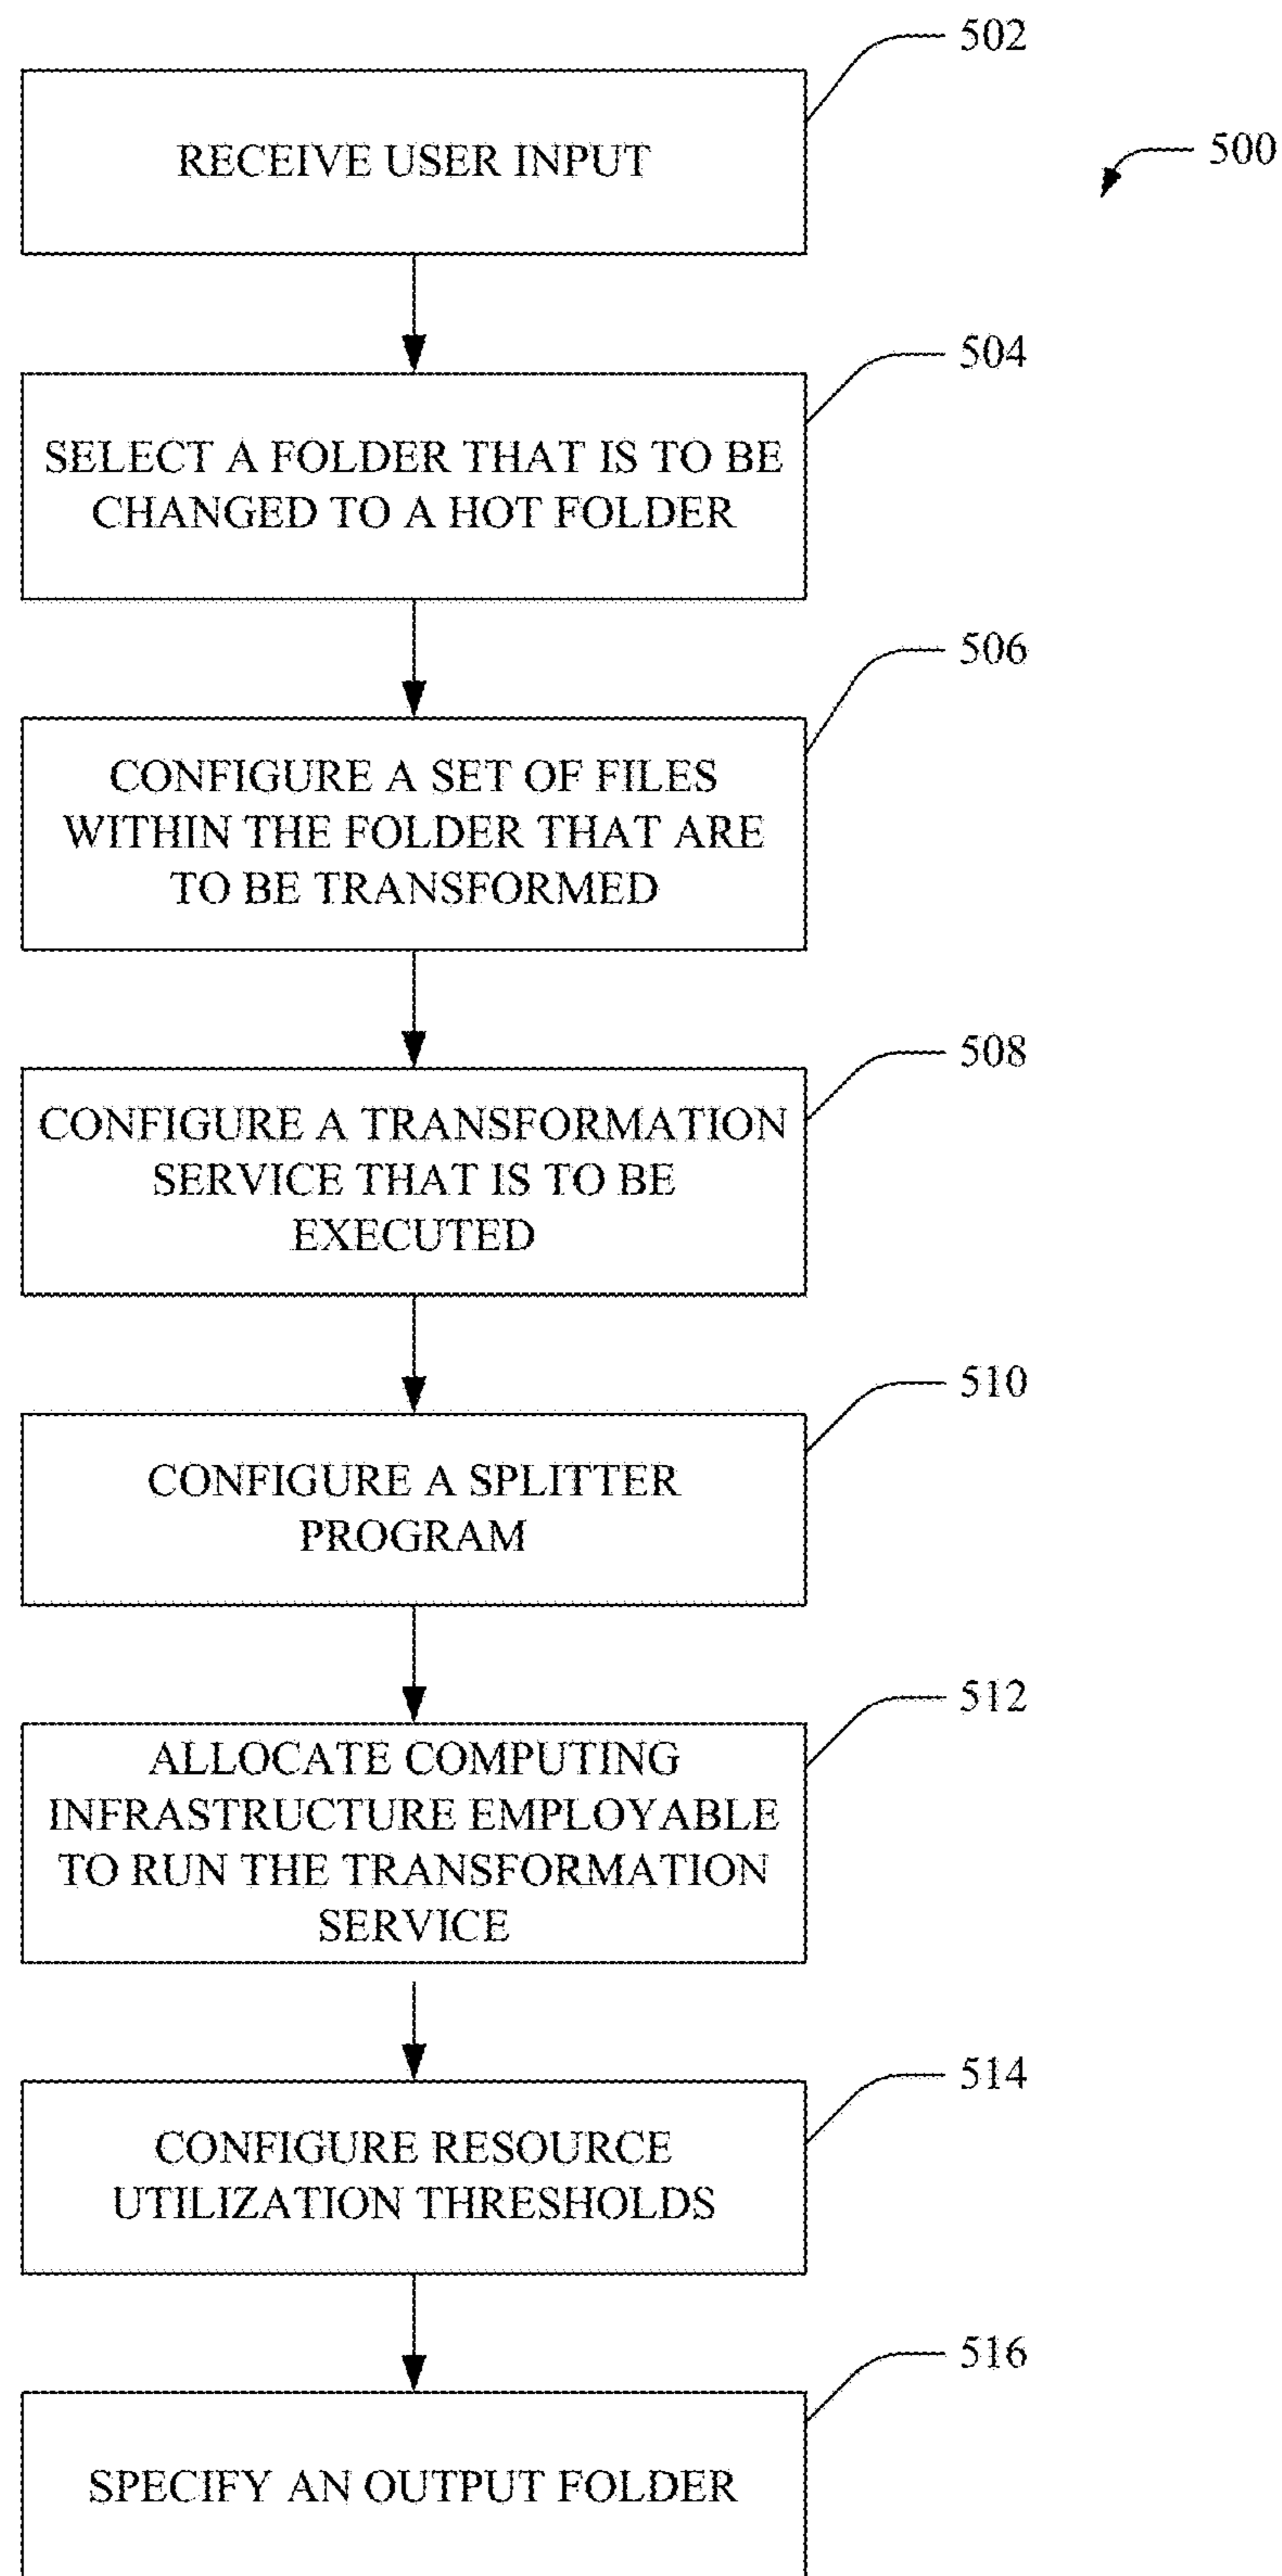 502
RECEIVE USER INPUT
500
504
SELECT A FOLDER THAT IS TO BE
CHANGED TO A HOT FOLDER
506
CONFIGURE A SET OF FILES
WITHIN THE FOLDER THAT ARE
TO BE TRANSFORMED
508
CONFIGURE A TRANSFORMATION
SERVICE THAT IS TO BE
EXECUTED
510
CONFIGURE A SPLITTER
PROGRAM
512
ALLOCATE COMPUTING
INFRASTRUCTURE EMPLOYABLE
TO RUN THE TRANSFORMATION
SERVICE
514
CONFIGURE RESOURCE
UTILIZATION THRESHOLDS
516
SPECIFY AN OUTPUT FOLDER